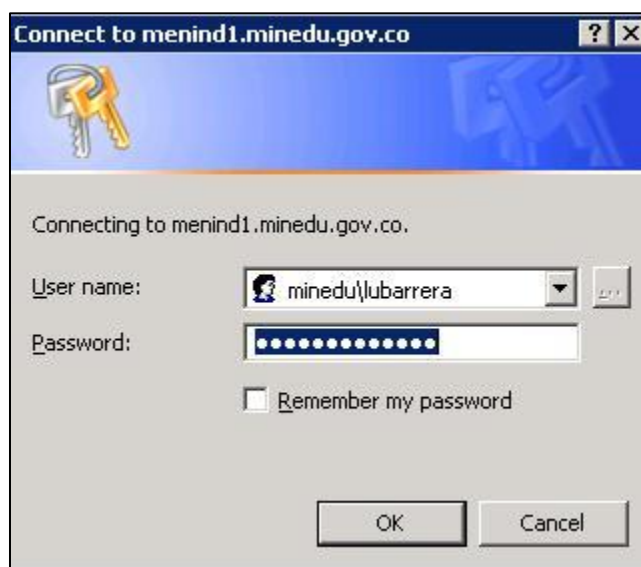 Connect to menind1.minedu.gov.co
Connecting to menind1.minedu.gov.co.
User name: minedu\lubarrera ...
Password: •••••••••••••
Remember my password
OK Cancel